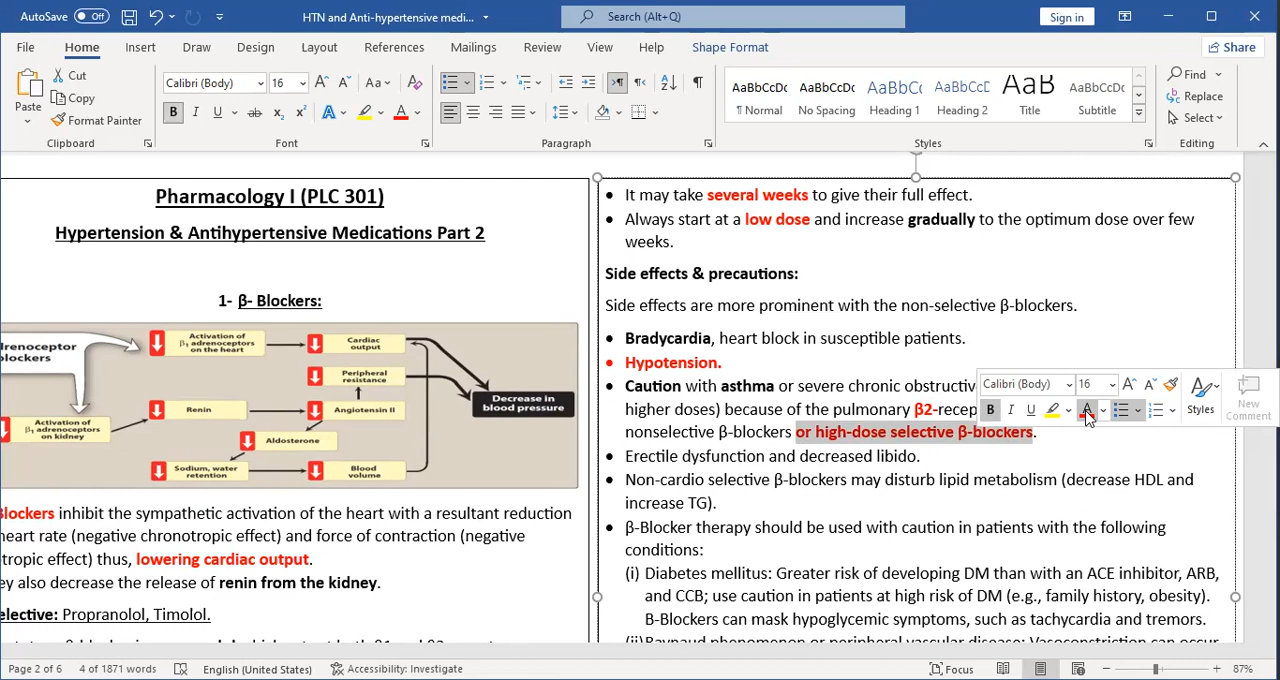 AutoSave Off
HTN and Anti-hypertensive medi...
Search (Alt+Q)
Sign in
File Home Insert Draw Design Layout References Mailings Review View Help Shape Format
Share
Paste
Cut
Copy
Format Painter
Calibri (Body) 16
AaBbCcDc AaBbCcDc AaBbCc AaBbCcD AaB AaBbCcDc
¶ Normal No Spacing Heading 1 Heading 2 Title Subtitle
Find
Replace
Select
Clipboard Font Paragraph Styles Editing
Pharmacology I (PLC 301)
Hypertension & Antihypertensive Medications Part 2
1- β- Blockers:
drenoceptor
blockers
Activation of
β1 adrenoceptors
on the heart
Cardiac
output
Peripheral
resistance
Decrease in
blood pressure
Renin
Angiotensin II
Activation of
β1 adrenoceptors
on kidney
Aldosterone
Sodium, water
retention
Blood
volume
Blockers inhibit the sympathetic activation of the heart with a resultant reduction
heart rate (negative chronotropic effect) and force of contraction (negative
otropic effect) thus, lowering cardiac output.
ey also decrease the release of renin from the kidney.
elective: Propranolol, Timolol.
• It may take several weeks to give their full effect.
• Always start at a low dose and increase gradually to the optimum dose over few
weeks.
Side effects & precautions:
Side effects are more prominent with the non-selective β-blockers.
• Bradycardia, heart block in susceptible patients.
• Hypotension.
• Caution with asthma or severe chronic obstructiv
higher doses) because of the pulmonary β2-recep
nonselective β-blockers or high-dose selective β-blockers.
• Erectile dysfunction and decreased libido.
• Non-cardio selective β-blockers may disturb lipid metabolism (decrease HDL and
increase TG).
• β-Blocker therapy should be used with caution in patients with the following
conditions:
(i) Diabetes mellitus: Greater risk of developing DM than with an ACE inhibitor, ARB,
and CCB; use caution in patients at high risk of DM (e.g., family history, obesity).
B-Blockers can mask hypoglycemic symptoms, such as tachycardia and tremors.
(ii) Raynaud phenomenon or peripheral vascular disease: Vasoconstriction can occur
Calibri (Body) 16
Styles
New
Comment
Page 2 of 6 4 of 1871 words English (United States) Accessibility: Investigate
Focus
87%